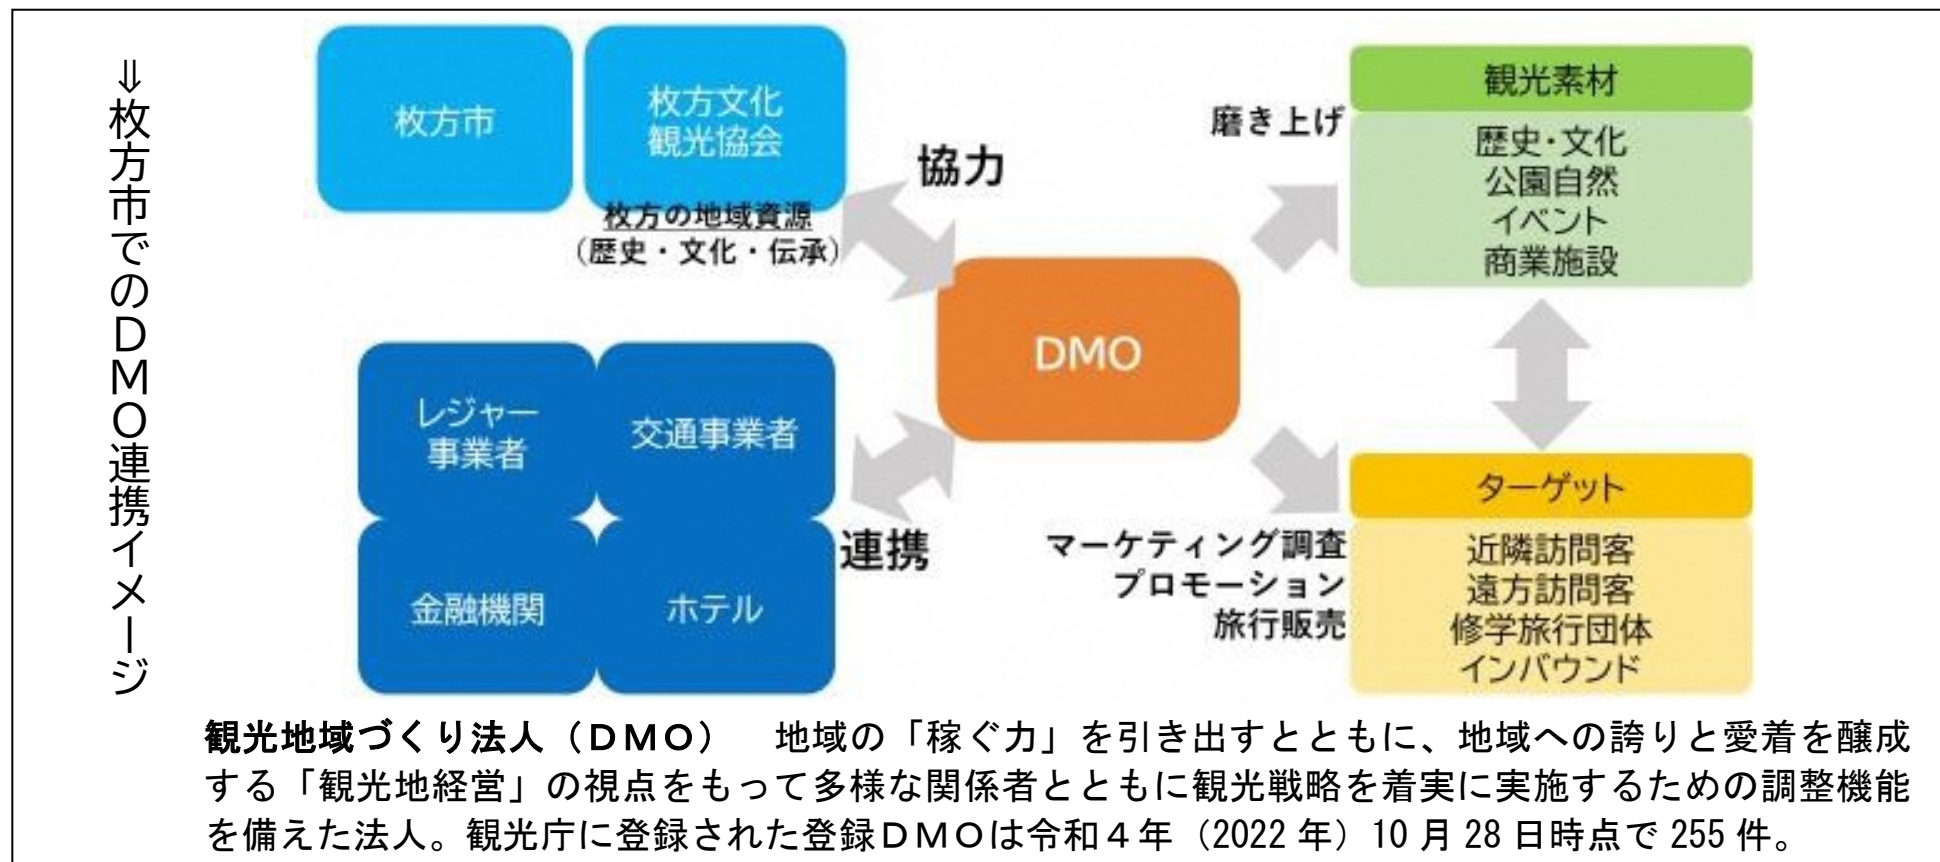 ⇓枚方市でのDMO連携イメージ
枚方市
枚方文化
観光協会
枚方の地域資源
（歴史・文化・伝承）
協力
レジャー
事業者
交通事業者
金融機関
ホテル
連携
DMO
磨き上げ
観光素材
歴史・文化
公園自然
イベント
商業施設
マーケティング調査
プロモーション
旅行販売
ターゲット
近隣訪問客
遠方訪問客
修学旅行団体
インバウンド
観光地域づくり法人（ＤＭＯ）　地域の「稼ぐ力」を引き出すとともに、地域への誇りと愛着を醸成
する「観光地経営」の視点をもって多様な関係者とともに観光戦略を着実に実施するための調整機能
を備えた法人。観光庁に登録された登録ＤＭＯは令和４年（2022 年）10 月 28 日時点で 255 件。